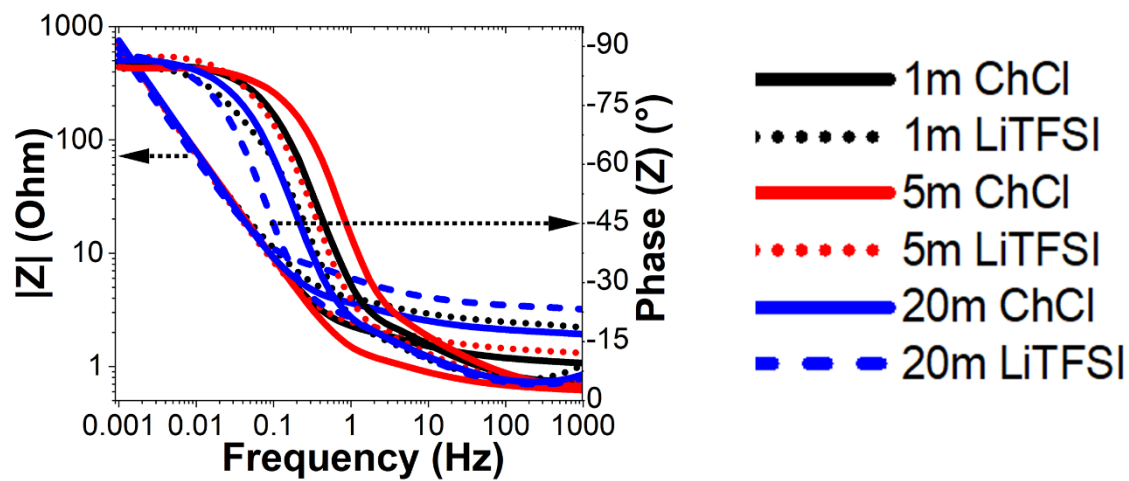 1000
100
10
1
|Z| (Ohm)
0.001 0.01 0.1 1 10 100 1000
Frequency (Hz)
-90
-75
-60
-45
-30
-15
0
Phase (Z) (°)
1m ChCl
1m LiTFSI
5m ChCl
5m LiTFSI
20m ChCl
20m LiTFSI